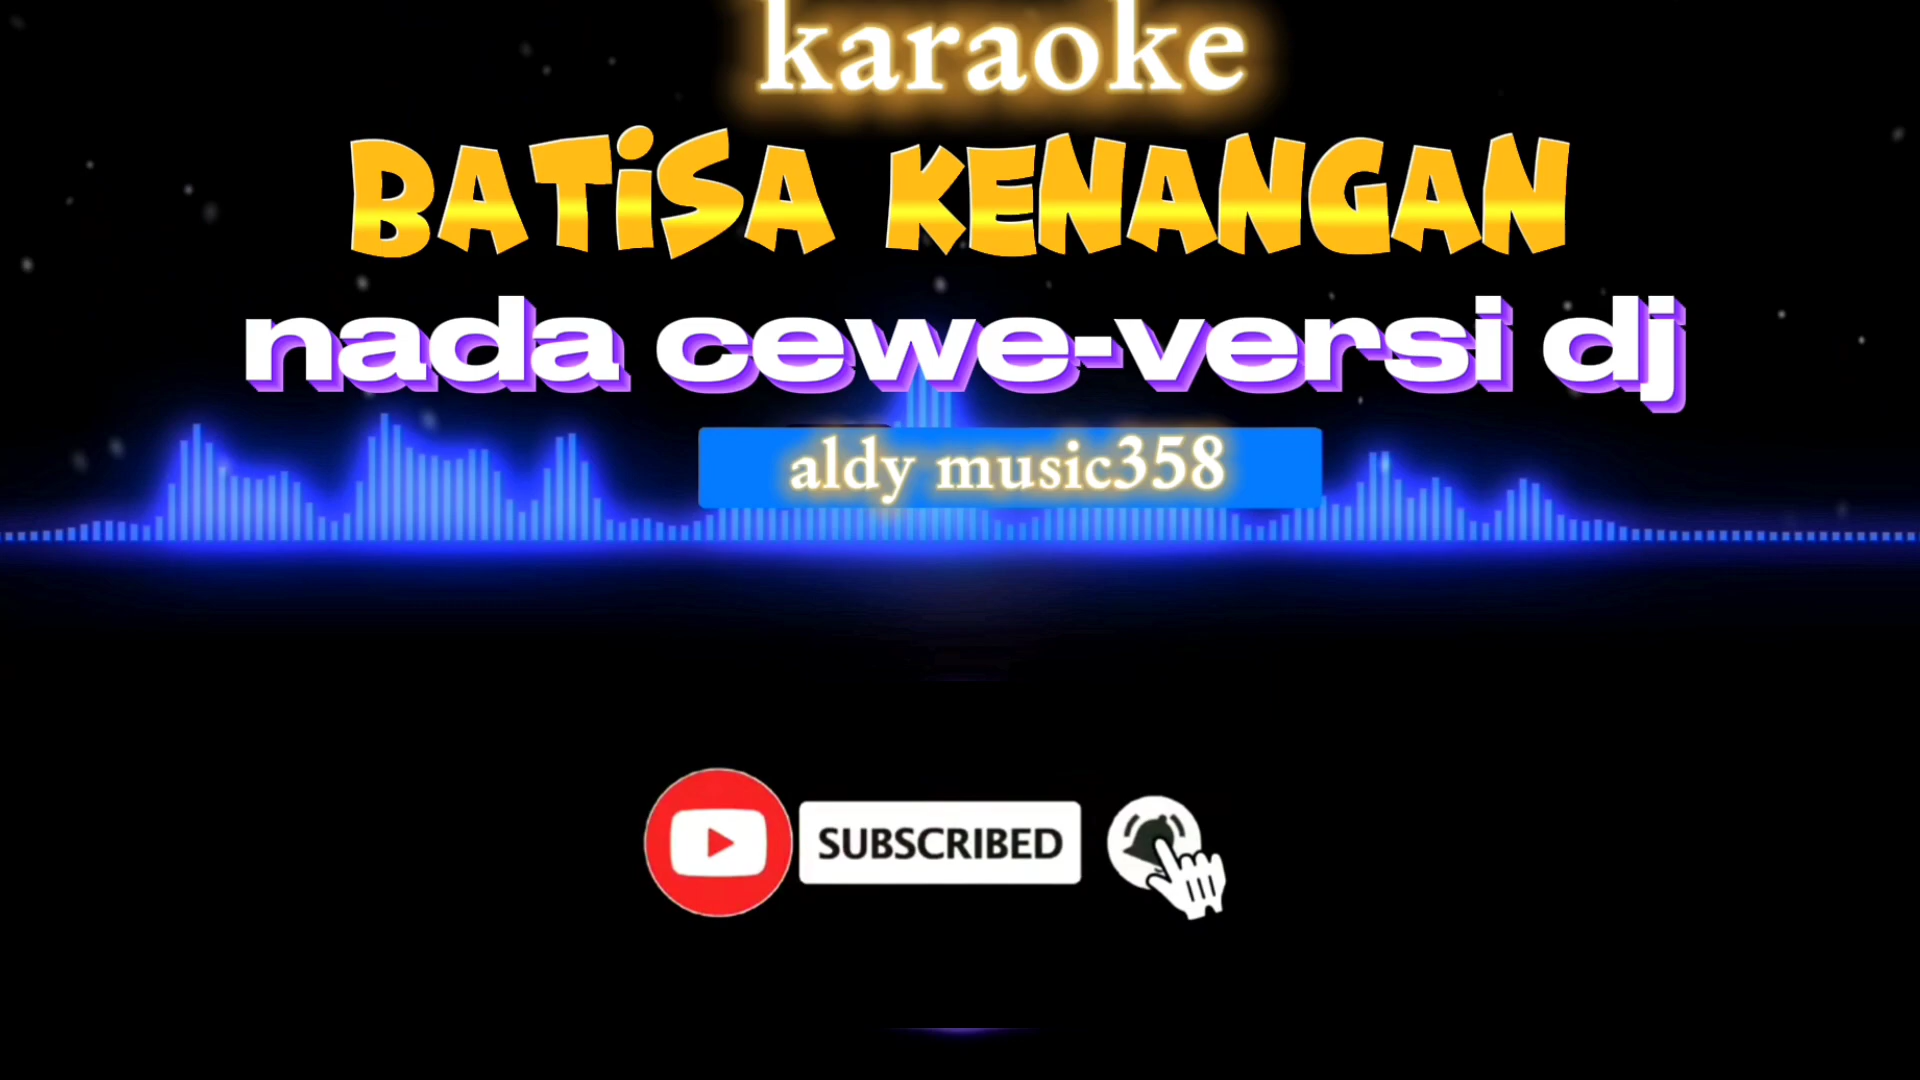 karaoke
BATiSA KENANGAN
nada cewe-versi dj
aldy music358
SUBSCRIBED